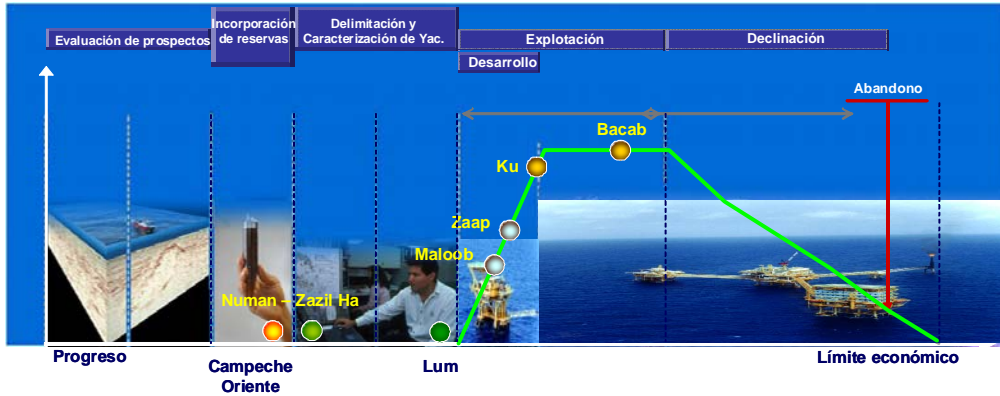 Evaluación de prospectos
Incorporación
de reservas
Delimitación y
Caracterización de Yac.
Explotación
Declinación
Desarrollo
Abandono
Bacab
Ku
Zaap
Maloob
Numan – Zazil Ha
Progreso
Campeche
Oriente
Lum
Límite económico